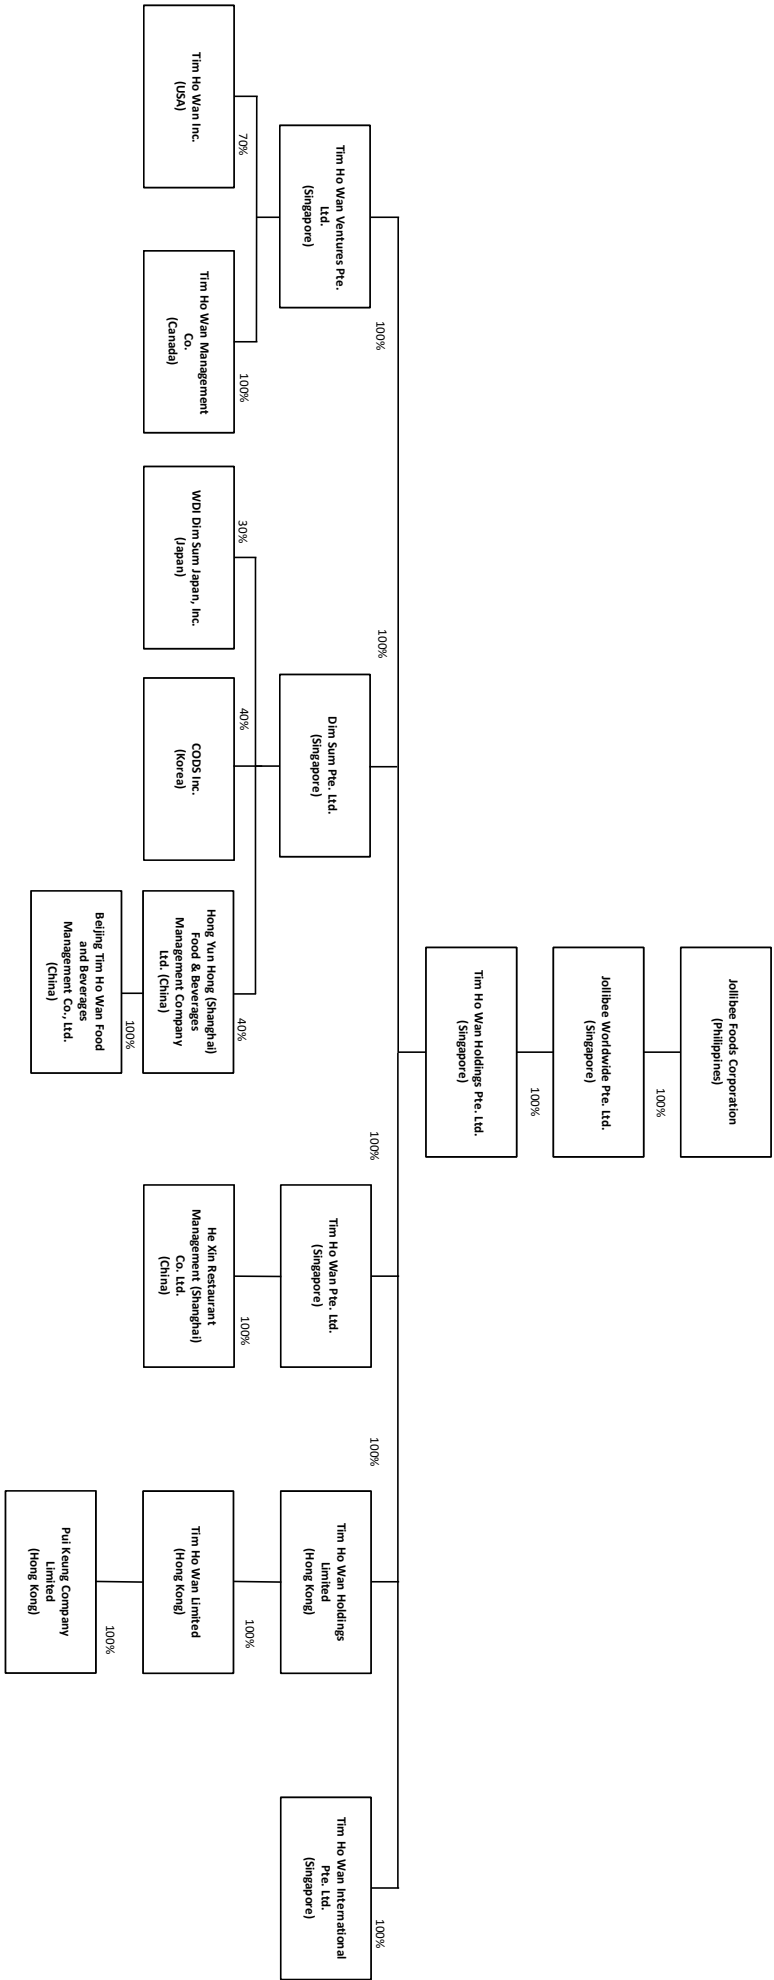 Jollibee Foods Corporation
(Philippines)
100%
Jollibee Worldwide Pte. Ltd.
(Singapore)
100%
Tim Ho Wan Holdings Pte. Ltd.
(Singapore)
100%
100%
100%
100%
100%
Tim Ho Wan Ventures Pte.
Ltd.
(Singapore)
Dim Sum Pte. Ltd.
(Singapore)
Tim Ho Wan Pte. Ltd.
(Singapore)
Tim Ho Wan Holdings
Limited
(Hong Kong)
Tim Ho Wan International
Pte. Ltd.
(Singapore)
70%
100%
30%
40%
40%
100%
100%
Tim Ho Wan Inc.
(USA)
Tim Ho Wan Management
Co.
(Canada)
WDI Dim Sum Japan, Inc.
(Japan)
CODS Inc.
(Korea)
Hong Yun Hong (Shanghai)
Food & Beverages
Management Company
Ltd. (China)
He Xin Restaurant
Management (Shanghai)
Co. Ltd.
(China)
Tim Ho Wan Limited
(Hong Kong)
100%
100%
Beijing Tim Ho Wan Food
and Beverages
Management Co., Ltd.
(China)
Pui Keung Company
Limited
(Hong Kong)